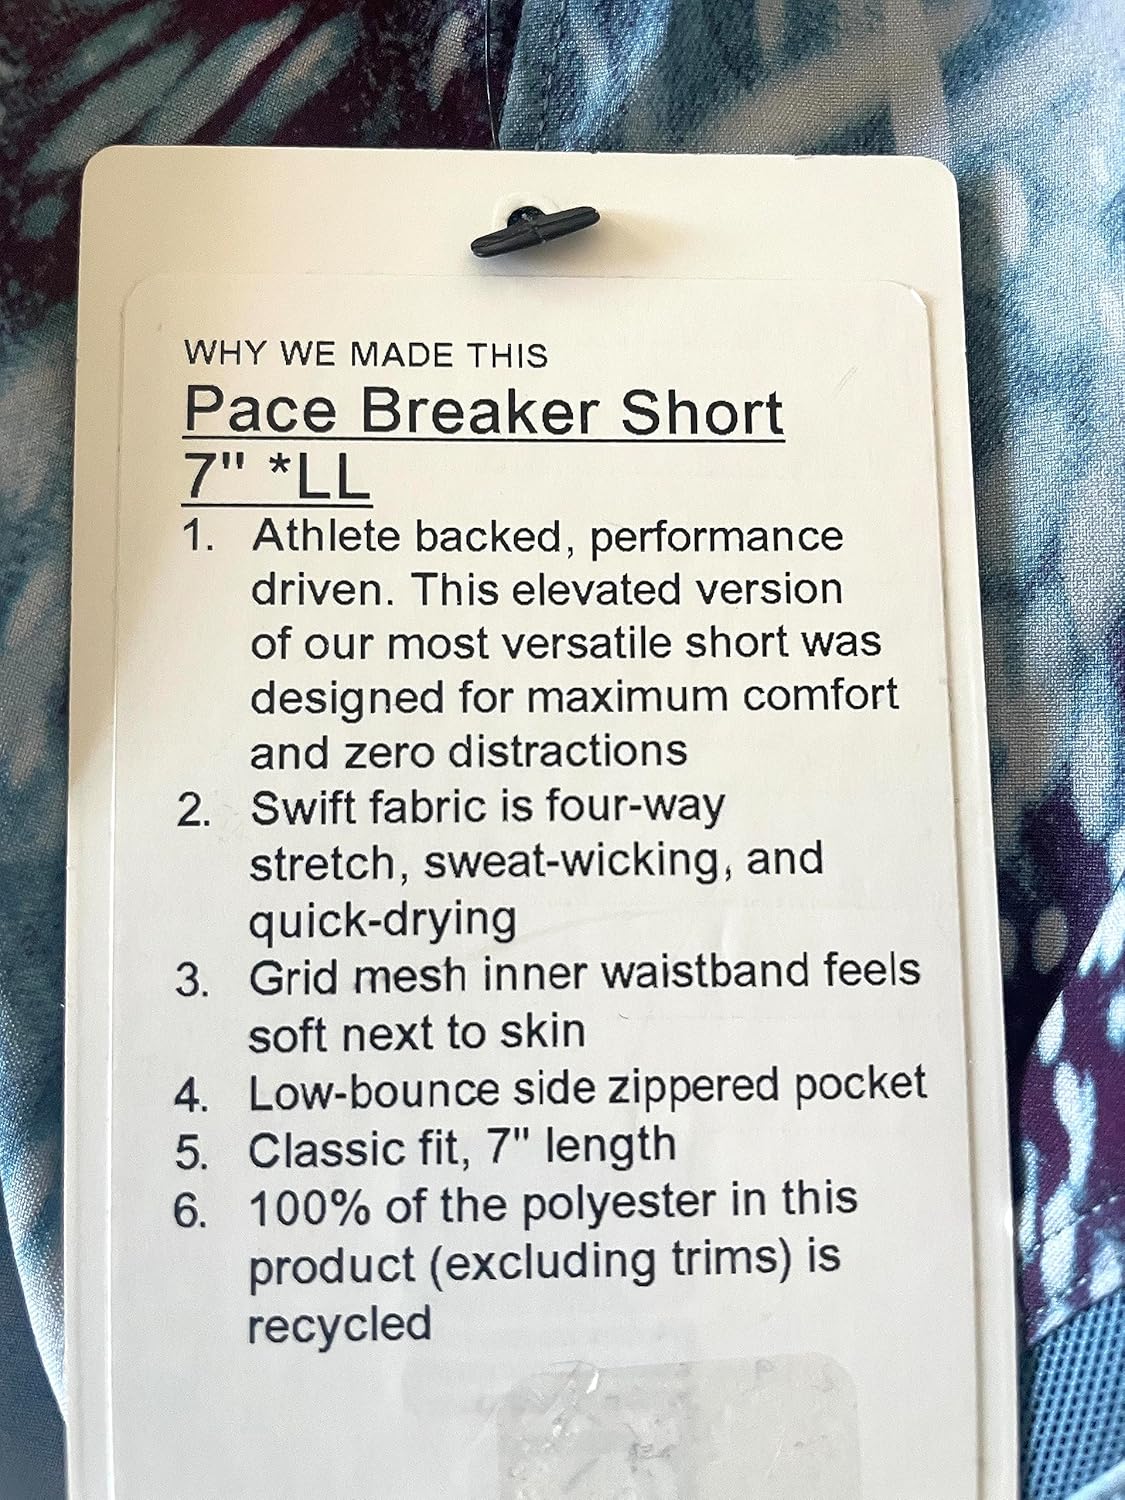 WHY WE MADE THIS
Pace Breaker Short
7" *LL
1. Athlete backed, performance
driven. This elevated version
of our most versatile short was
designed for maximum comfort
and zero distractions
2. Swift fabric is four-way
stretch, sweat-wicking, and
quick-drying
3. Grid mesh inner waistband feels
soft next to skin
4. Low-bounce side zippered pocket
5. Classic fit, 7" length
6. 100% of the polyester in this
product (excluding trims) is
recycled